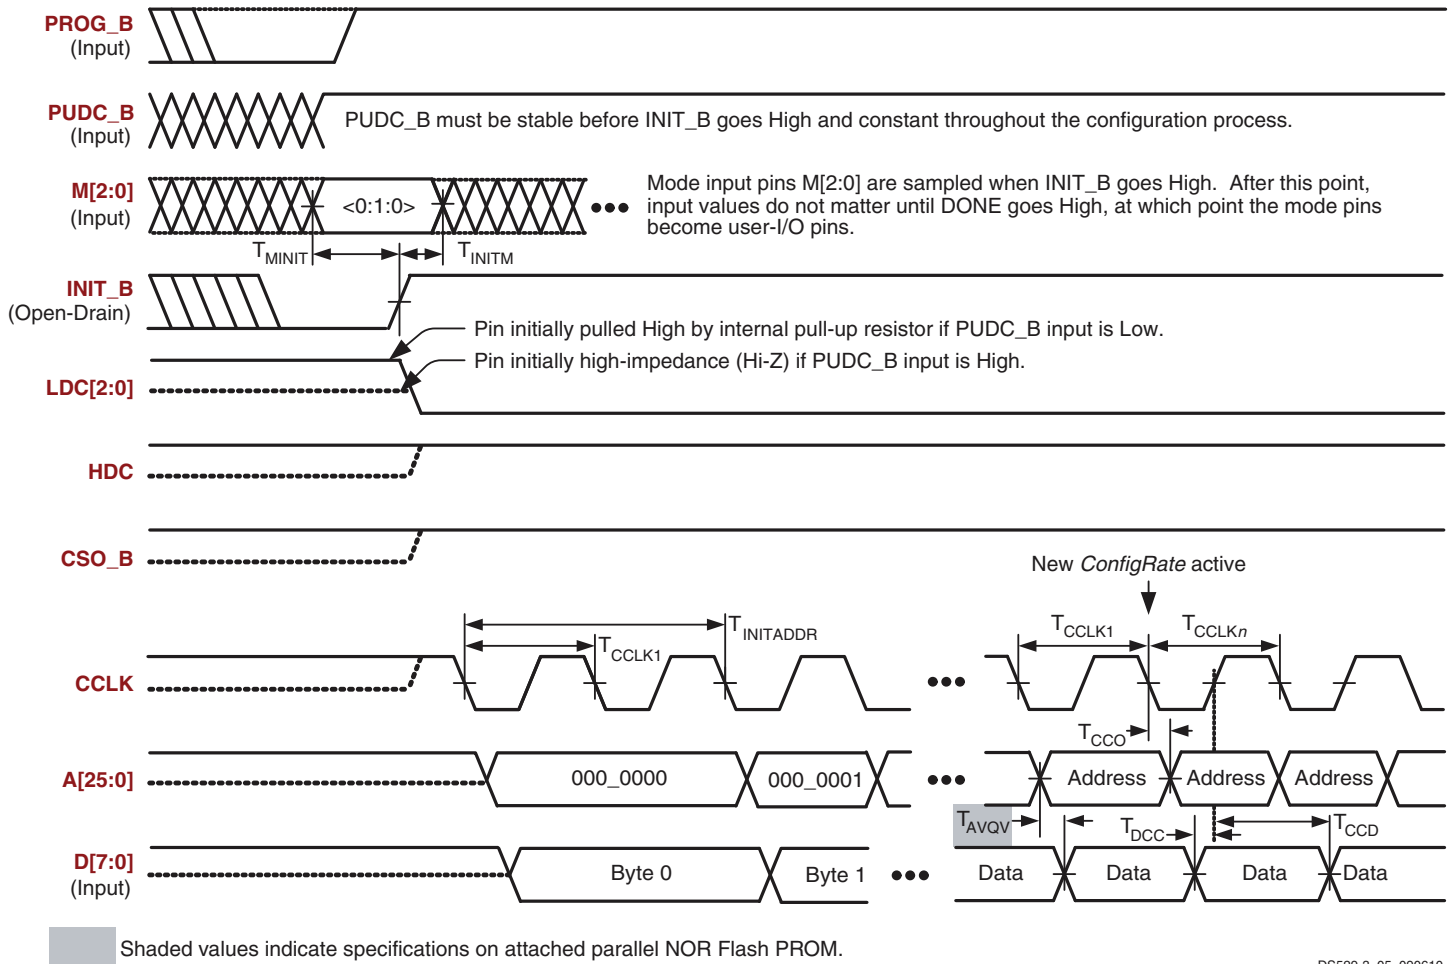 PROG_B
(Input)
PUDC_B
(Input)
PUDC_B must be stable before INIT_B goes High and constant throughout the configuration process.
M[2:0]
(Input)
<0:1:0>
Mode input pins M[2:0] are sampled when INIT_B goes High. After this point,
input values do not matter until DONE goes High, at which point the mode pins
become user-I/O pins.
TMINIT
TINITM
INIT_B
(Open-Drain)
Pin initially pulled High by internal pull-up resistor if PUDC_B input is Low.
Pin initially high-impedance (Hi-Z) if PUDC_B input is High.
LDC[2:0]
HDC
CSO_B
New ConfigRate active
TINITADDR
TCCLK1
TCCLK1
TCCLKn
CCLK
TCCO
A[25:0]
000_0000
000_0001
Address
Address
Address
TAVQV
TDCC
TCCD
D[7:0]
(Input)
Byte 0
Byte 1
Data
Data
Data
Data
Shaded values indicate specifications on attached parallel NOR Flash PROM.